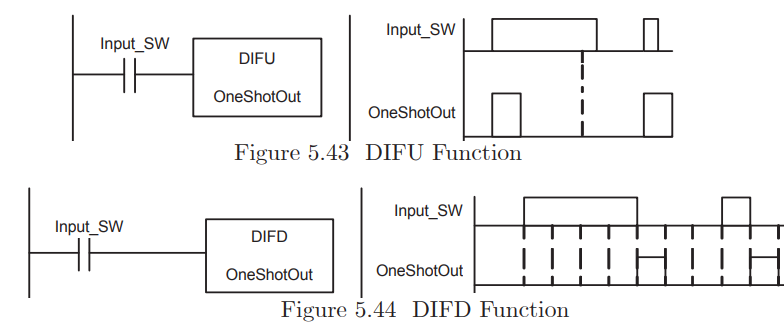 Input_SW
DIFU
OneShotOut
Input_SW
OneShotOut
Figure 5.43 DIFU Function
Input_SW
DIFD
OneShotOut
Input_SW
OneShotOut
Figure 5.44 DIFD Function